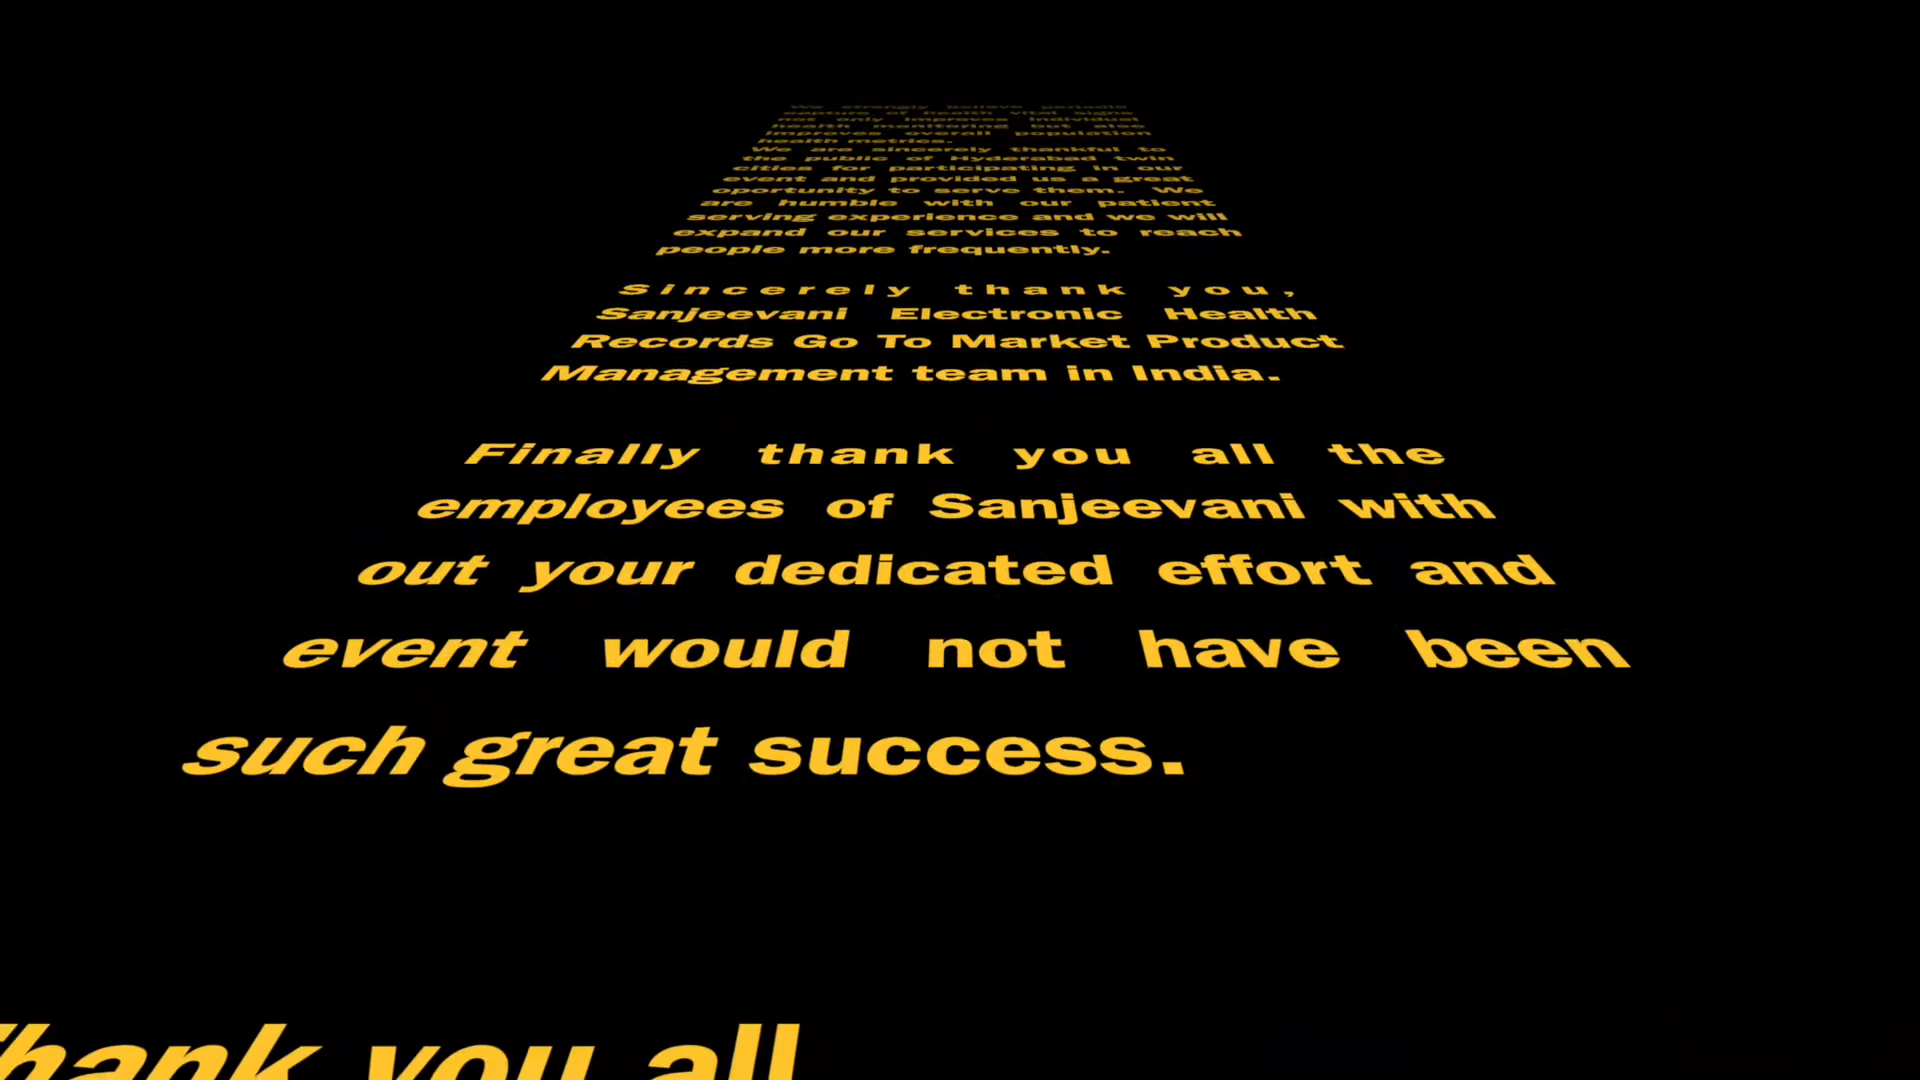 We strongly believe periodic
capture of health vital signs
not only improves individual
health monitoring but also
improves overall population
health metrics.
We are sincerely thankful to
the public of Hyderabad twin
cities for participating in our
event and provided us a great
oportunity to serve them. We
are humble with our patient
serving experience and we will
expand our services to reach
people more frequently.
Sincerely thank you,
Sanjeevani Electronic Health
Records Go To Market Product
Management team in India.
Finally thank you all the
employees of Sanjeevani with
out your dedicated effort and
event would not have been
such great success.
Thank you all